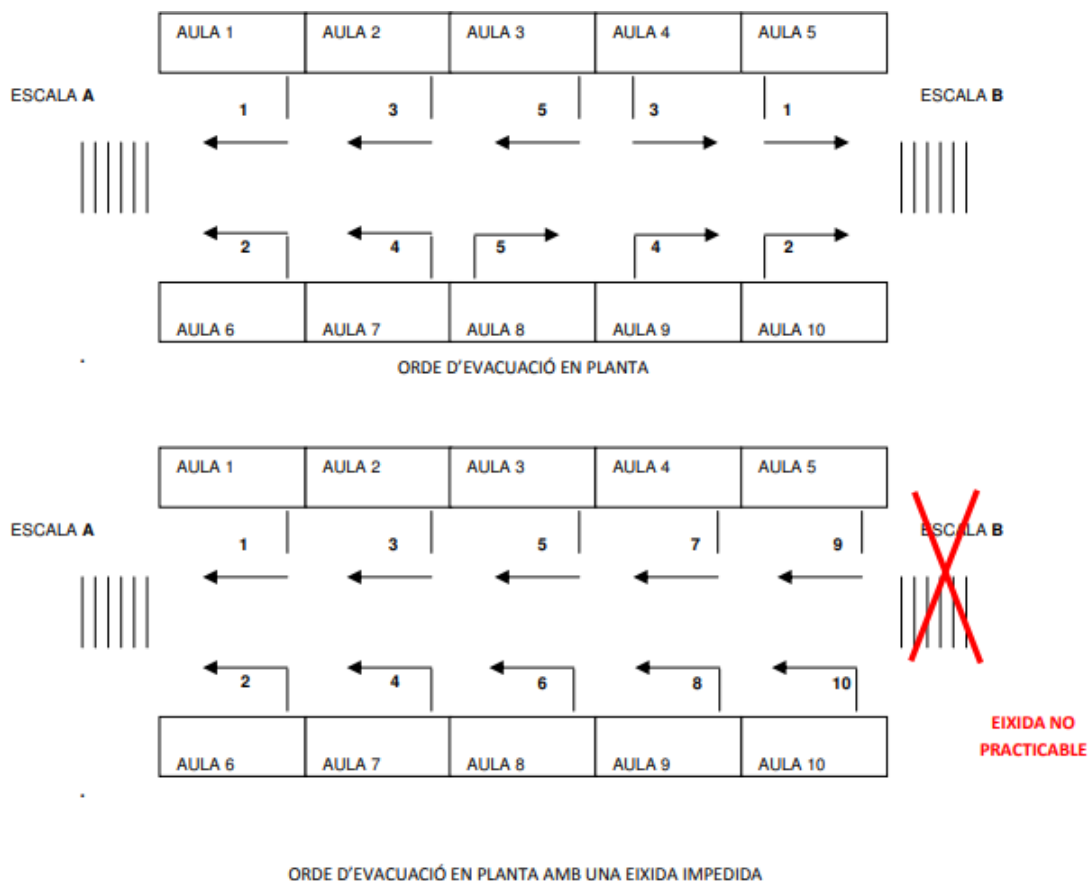 AULA 1 AULA 2 AULA 3 AULA 4 AULA 5
ESCALA A ESCALA B
1 3 5 3 1
2 4 5 4 2
AULA 6 AULA 7 AULA 8 AULA 9 AULA 10
.
ORDE D'EVACUACIÓ EN PLANTA
AULA 1 AULA 2 AULA 3 AULA 4 AULA 5
ESCALA A ESCALA B
1 3 5 7 9
2 4 6 8 10
EIXIDA NO
PRACTICABLE
AULA 6 AULA 7 AULA 8 AULA 9 AULA 10
.
ORDE D'EVACUACIÓ EN PLANTA AMB UNA EIXIDA IMPEDIDA